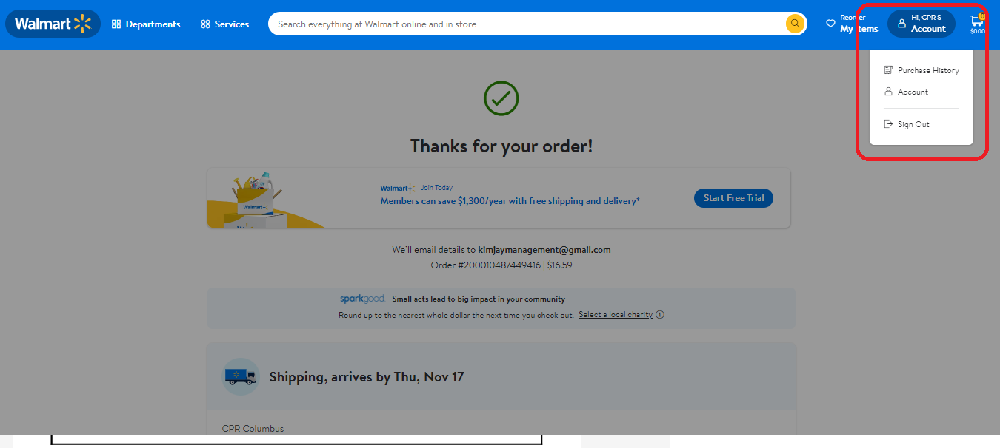 Walmart
Departments
Services
Search everything at Walmart online and in store
Reorder
My Items
Hi, CPR S
Account
0
$0.00
Purchase History
Account
Sign Out
Thanks for your order!
Walmart+ Join Today
Members can save $1,300/year with free shipping and delivery*
Start Free Trial
Walmart+
We'll email details to kimjaymanagement@gmail.com
Order #200010487449416 | $16.59
sparkgood. Small acts lead to big impact in your community
Round up to the nearest whole dollar the next time you check out. Select a local charity
Shipping, arrives by Thu, Nov 17
CPR Columbus